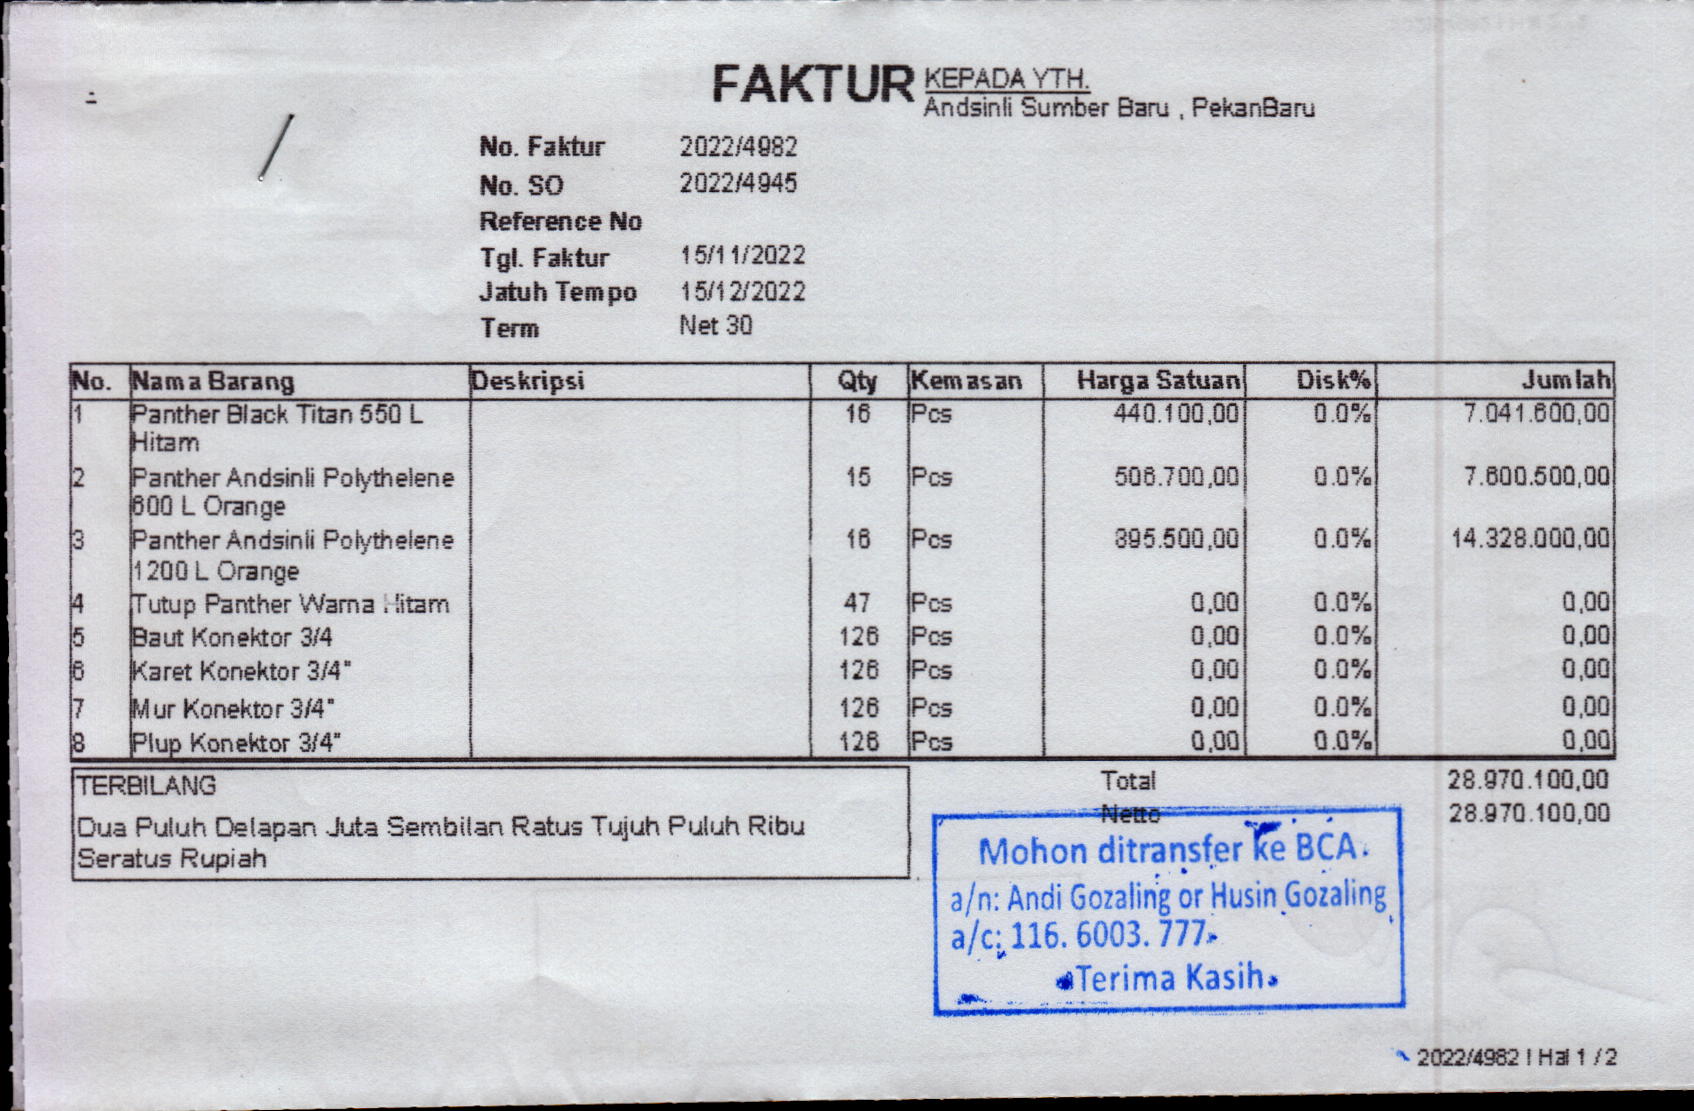 FAKTUR
KEPADA YTH.
Andsinli Sumber Baru , PekanBaru
No. Faktur 2022/4982
No. SO 2022/4945
Reference No
Tgl. Faktur 15/11/2022
Jatuh Tempo 15/12/2022
Term Net 30
No. Nama Barang Deskripsi Qty Kemasan Harga Satuan Disk% Jumlah
1 Panther Black Titan 550 L 16 Pcs 440.100,00 0.0% 7.041.600,00
Hitam
2 Panther Andsinli Polythelene 15 Pcs 506.700,00 0.0% 7.600.500,00
600 L Orange
3 Panther Andsinli Polythelene 16 Pcs 895.500,00 0.0% 14.328.000,00
1200 L Orange
4 Tutup Panther Warna Hitam 47 Pcs 0,00 0.0% 0,00
5 Baut Konektor 3/4 126 Pcs 0,00 0.0% 0,00
6 Karet Konektor 3/4" 126 Pcs 0,00 0.0% 0,00
7 Mur Konektor 3/4" 126 Pcs 0,00 0.0% 0,00
8 Plup Konektor 3/4" 126 Pcs 0,00 0.0% 0,00
TERBILANG
Dua Puluh Delapan Juta Sembilan Ratus Tujuh Puluh Ribu
Seratus Rupiah
Total 28.970.100,00
Netto 28.970.100,00
Mohon ditransfer ke BCA.
a/n: Andi Gozaling or Husin Gozaling
a/c: 116. 6003. 777
Terima Kasih
2022/4982 | Hal 1 / 2